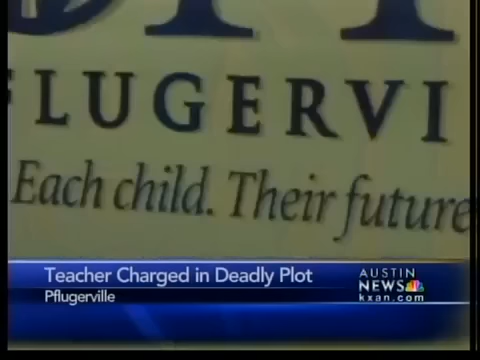 FLUGERVI
Each child. Their future
Teacher Charged in Deadly Plot
Pflugerville
AUSTIN
NEWS
kxan.com